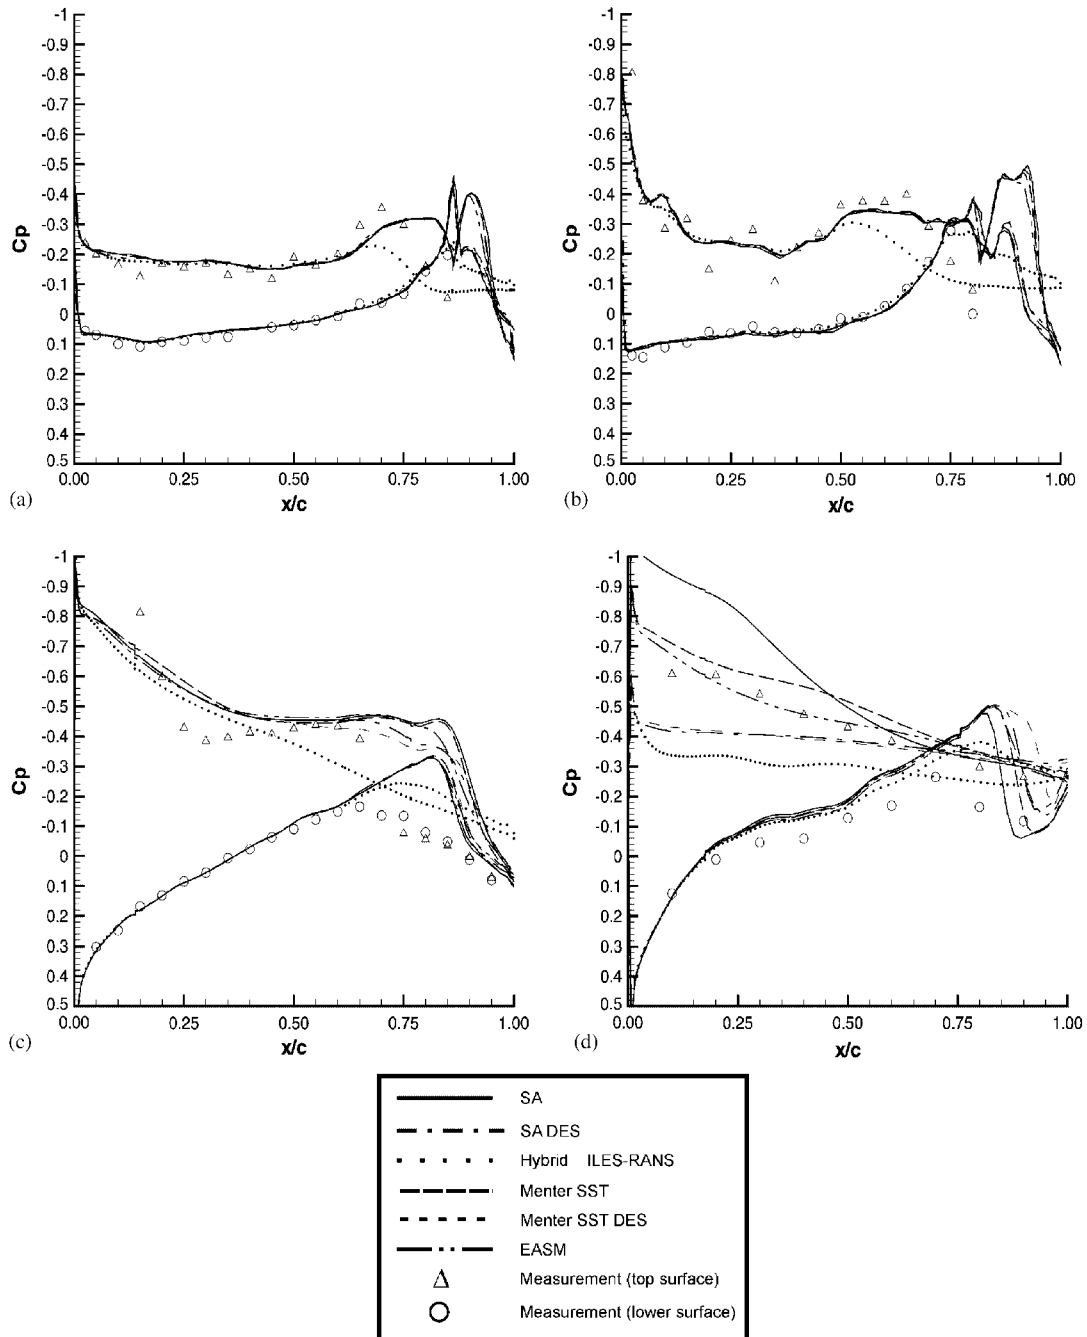 -1
-0.9
-0.8
-0.7
-0.6
-0.5
-0.4
-0.3
-0.2
-0.1
0
0.1
0.2
0.3
0.4
0.5
Cp
0.00 0.25 0.50 0.75 1.00
x/c
(a)
-1
-0.9
-0.8
-0.7
-0.6
-0.5
-0.4
-0.3
-0.2
-0.1
0
0.1
0.2
0.3
0.4
0.5
Cp
0.00 0.25 0.50 0.75 1.00
x/c
(b)
-1
-0.9
-0.8
-0.7
-0.6
-0.5
-0.4
-0.3
-0.2
-0.1
0
0.1
0.2
0.3
0.4
0.5
Cp
0.00 0.25 0.50 0.75 1.00
x/c
(c)
-1
-0.9
-0.8
-0.7
-0.6
-0.5
-0.4
-0.3
-0.2
-0.1
0
0.1
0.2
0.3
0.4
0.5
Cp
0.00 0.25 0.50 0.75 1.00
x/c
(d)
SA
SA DES
Hybrid ILES-RANS
Menter SST
Menter SST DES
EASM
Measurement (top surface)
Measurement (lower surface)